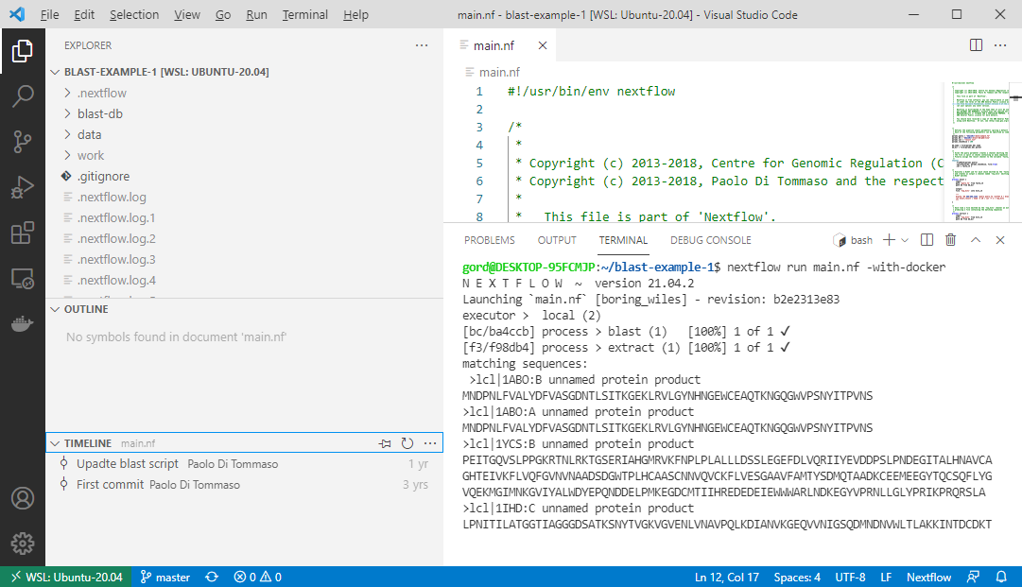 File Edit Selection View Go Run Terminal Help main.nf - blast-example-1 [WSL: Ubuntu-20.04] - Visual Studio Code
EXPLORER
BLAST-EXAMPLE-1 [WSL: UBUNTU-20.04]
.nextflow
blast-db
data
work
.gitignore
.nextflow.log
.nextflow.log.1
.nextflow.log.2
.nextflow.log.3
.nextflow.log.4
OUTLINE
No symbols found in document 'main.nf'
TIMELINE main.nf
Upadte blast script Paolo Di Tommaso 1 yr
First commit Paolo Di Tommaso 3 yrs
main.nf
main.nf
1 #!/usr/bin/env nextflow
2
3 /*
4 *
5 * Copyright (c) 2013-2018, Centre for Genomic Regulation (C
6 * Copyright (c) 2013-2018, Paolo Di Tommaso and the respect
7 *
8 * This file is part of 'Nextflow'.
PROBLEMS OUTPUT TERMINAL DEBUG CONSOLE bash
gord@DESKTOP-95FCMJP:~/blast-example-1$ nextflow run main.nf -with-docker
N E X T F L O W ~ version 21.04.2
Launching `main.nf` [boring_wiles] - revision: b2e2313e83
executor > local (2)
[bc/ba4ccb] process > blast (1) [100%] 1 of 1 ✔
[f3/f98db4] process > extract (1) [100%] 1 of 1 ✔
matching sequences:
>lcl|1ABO:B unnamed protein product
MNDPNLFVALYDFVASGDNTLSITKGEKLRVLGYNHNGEWCEAQTKNGQGWVPSNYITPVNS
>lcl|1ABO:A unnamed protein product
MNDPNLFVALYDFVASGDNTLSITKGEKLRVLGYNHNGEWCEAQTKNGQGWVPSNYITPVNS
>lcl|1YCS:B unnamed protein product
PEITGQVSLPPGKRTNLRKTGSERIAHGMRVKFNPLPLALLLDSSLEGEFDLVQRIIYEVDDPSLPNDEGITALHNAVCA
GHTEIVKFLVQFGVNVNAADSDGWTPLHCAASCNNVQVCKFLVESGAAVFAMTYSDMQTAADKCEEMEEGYTQCSQFLYG
VQEKMGIMNKGVIYALWDYEPQNDDELPMKEGDCMTIIHREDEDEIEWWWARLNDKEGYVPRNLLGLYPRIKPRQRSLA
>lcl|1IHD:C unnamed protein product
LPNITILATGGTIAGGGDSATKSNYTVGKVGVENLVNAVPQLKDIANVKGEQVVNIGSQDMNDNVWLTLAKKINTDCDKT
WSL: Ubuntu-20.04 master 0 0 Ln 12, Col 17 Spaces: 4 UTF-8 LF Nextflow